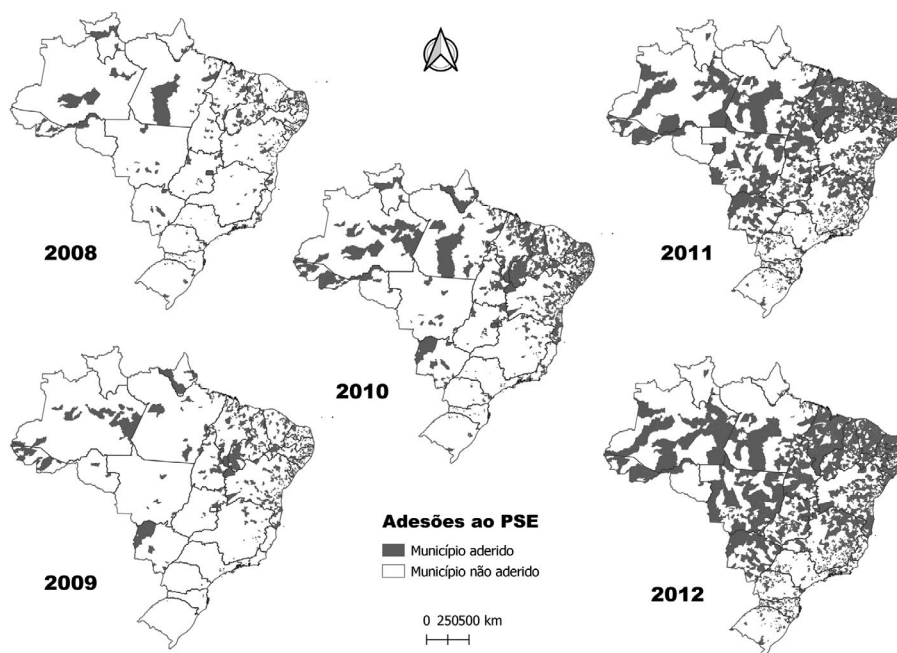 2008
2011
2010
2009
Adesões ao PSE
Município aderido
Município não aderido
0 250500 km
2012